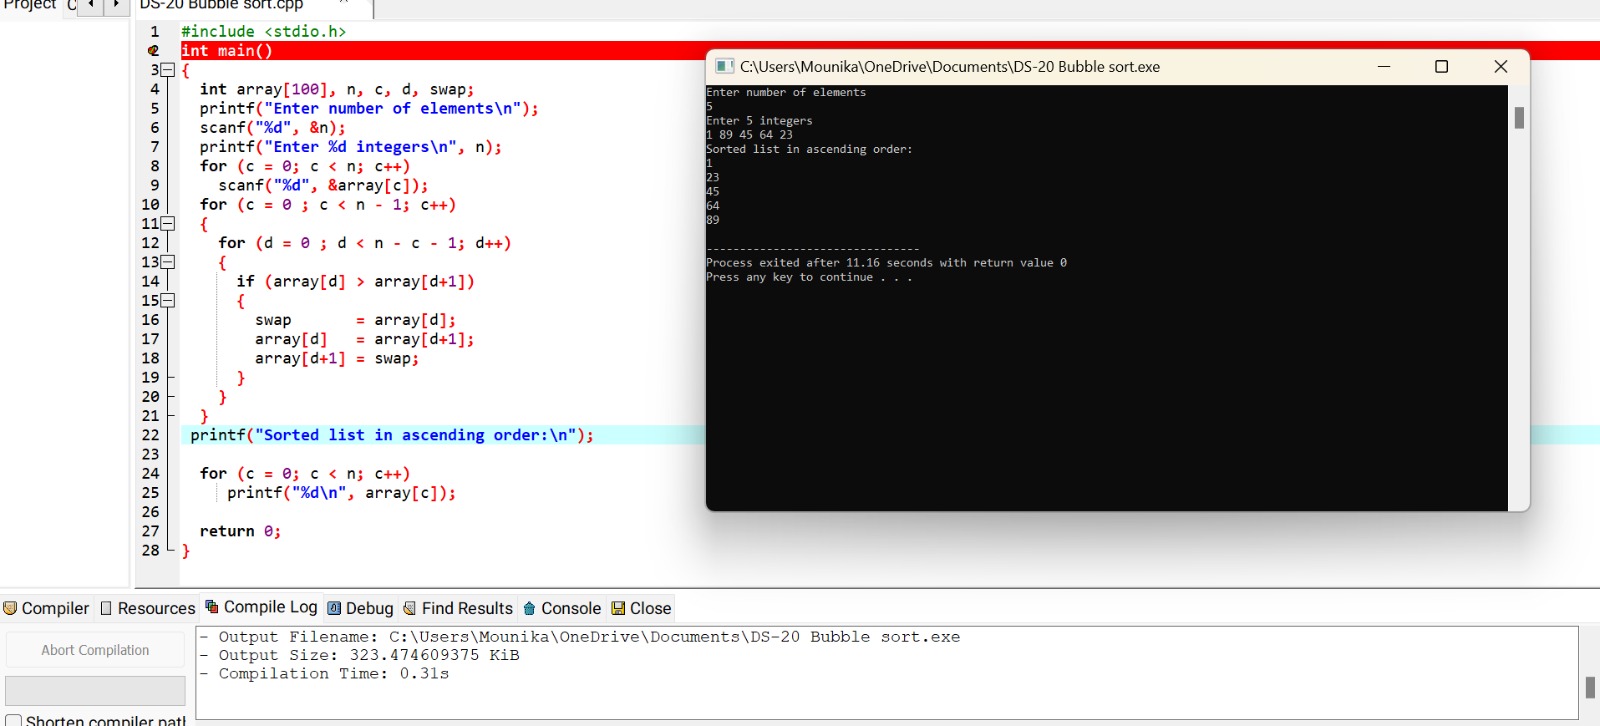 Project
DS-20 Bubble sort.cpp
1 #include <stdio.h>
2 int main()
3 {
4 int array[100], n, c, d, swap;
5 printf("Enter number of elements\n");
6 scanf("%d", &n);
7 printf("Enter %d integers\n", n);
8 for (c = 0; c < n; c++)
9 scanf("%d", &array[c]);
10 for (c = 0 ; c < n - 1; c++)
11 {
12 for (d = 0 ; d < n - c - 1; d++)
13 {
14 if (array[d] > array[d+1])
15 {
16 swap = array[d];
17 array[d] = array[d+1];
18 array[d+1] = swap;
19 }
20 }
21 }
22 printf("Sorted list in ascending order:\n");
23
24 for (c = 0; c < n; c++)
25 printf("%d\n", array[c]);
26
27 return 0;
28 }
C:\Users\Mounika\OneDrive\Documents\DS-20 Bubble sort.exe
Enter number of elements
5
Enter 5 integers
1 89 45 64 23
Sorted list in ascending order:
1
23
45
64
89
--------------------------------
Process exited after 11.16 seconds with return value 0
Press any key to continue . . .
Compiler Resources Compile Log Debug Find Results Console Close
Abort Compilation
Shorten compiler path
- Output Filename: C:\Users\Mounika\OneDrive\Documents\DS-20 Bubble sort.exe
- Output Size: 323.474609375 KiB
- Compilation Time: 0.31s